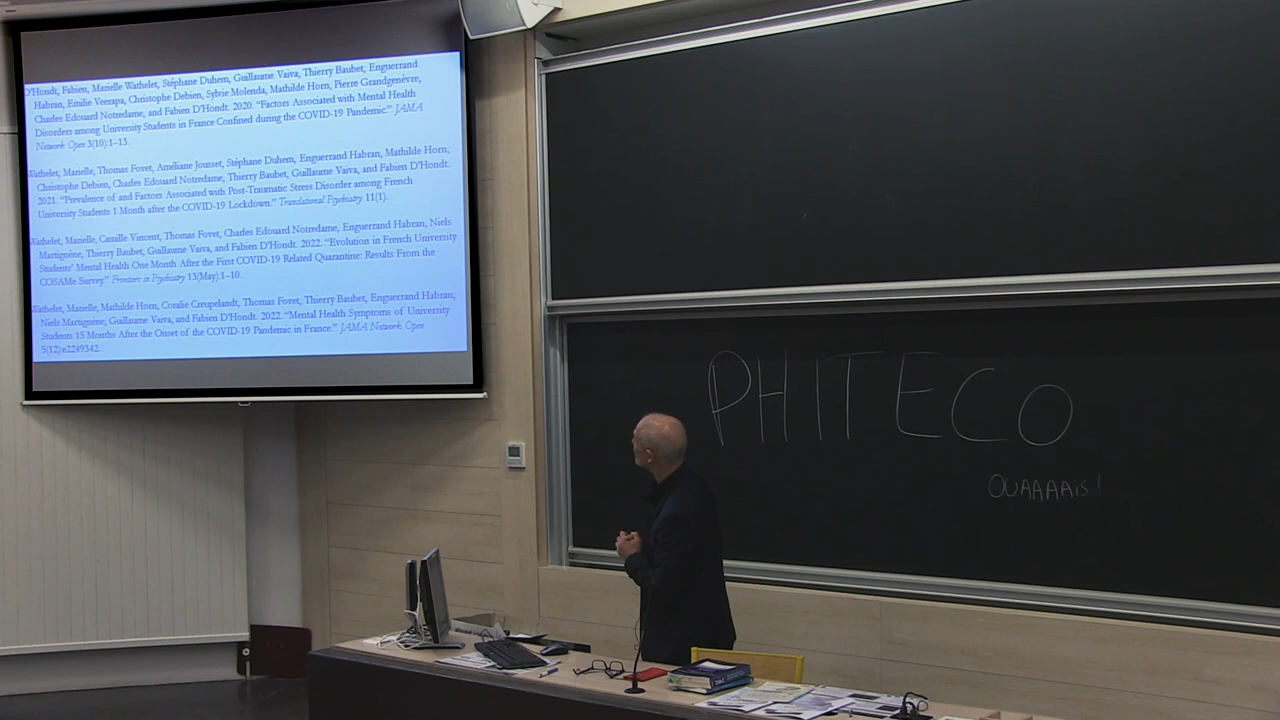 D'Hondt, Fabien, Marielle Wathelet, Stéphane Duhem, Guillaume Vaiva, Thierry Baubet, Enguerrand
Habran, Emilie Veerapa, Christophe Debien, Sylvie Molenda, Mathilde Horn, Pierre Grandgenèvre,
Charles Edouard Notredame, and Fabien D'Hondt. 2020. “Factors Associated with Mental Health
Disorders among University Students in France Confined during the COVID-19 Pandemic.” JAMA
Network Open 3(10):1–13.
Wathelet, Marielle, Thomas Fovet, Améliane Jousset, Stéphane Duhem, Enguerrand Habran, Mathilde Horn,
Christophe Debien, Charles Edouard Notredame, Thierry Baubet, Guillaume Vaiva, and Fabien D'Hondt.
2021. “Prevalence of and Factors Associated with Post-Traumatic Stress Disorder among French
University Students 1 Month after the COVID-19 Lockdown.” Translational Psychiatry 11(1).
Wathelet, Marielle, Camille Vincent, Thomas Fovet, Charles Edouard Notredame, Enguerrand Habran, Niels
Martignène, Thierry Baubet, Guillaume Vaiva, and Fabien D'Hondt. 2022. “Evolution in French University
Students' Mental Health One Month After the First COVID-19 Related Quarantine: Results From the
COSAMe Survey.” Frontiers in Psychiatry 13(May):1–10.
Wathelet, Marielle, Mathilde Horn, Coralie Creupelandt, Thomas Fovet, Thierry Baubet, Enguerrand Habran,
Niels Martignène, Guillaume Vaiva, and Fabien D'Hondt. 2022. “Mental Health Symptoms of University
Students 15 Months After the Onset of the COVID-19 Pandemic in France.” JAMA Network Open
5(12):e2249342.
PHITECO
OUAAAAiS!